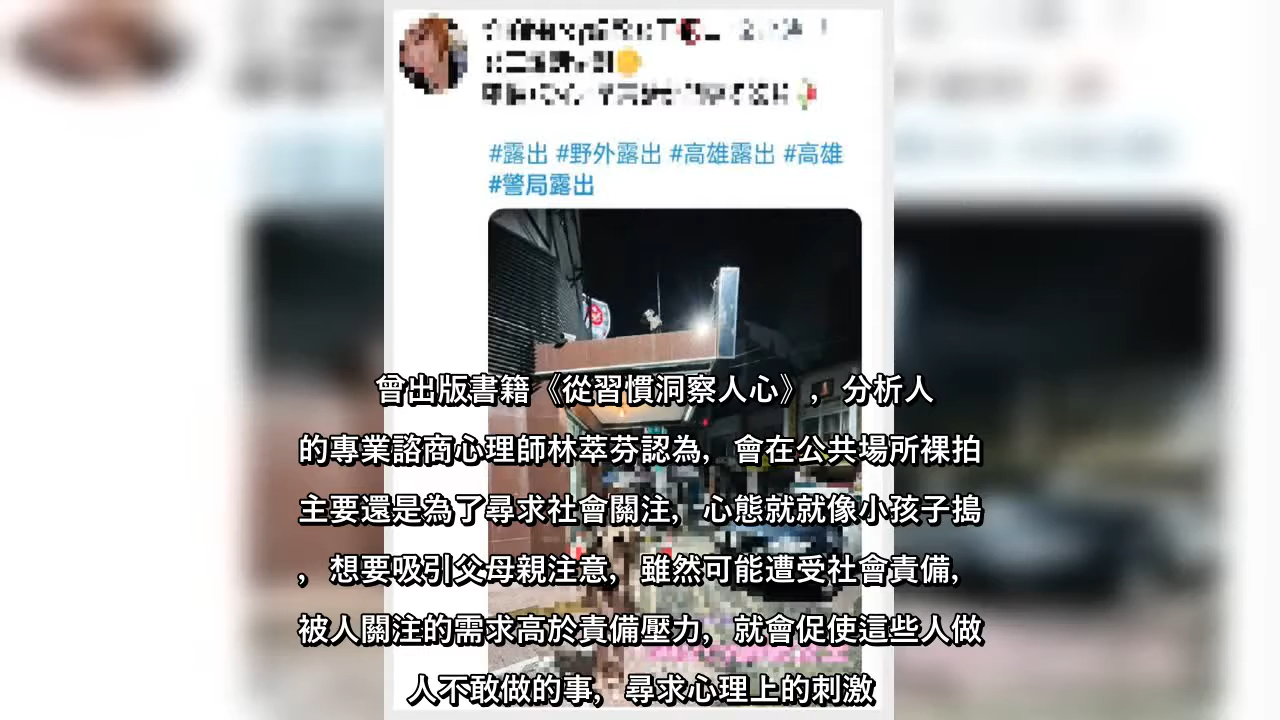 #露出 #野外露出 #高雄露出 #高雄
#警局露出
曾出版書籍《從習慣洞察人心》，分析人
的專業諮商心理師林萃芬認為，會在公共場所裸拍
主要還是為了尋求社會關注，心態就就像小孩子搗
，想要吸引父母親注意，雖然可能遭受社會責備，
被人關注的需求高於責備壓力，就會促使這些人做
人不敢做的事，尋求心理上的刺激